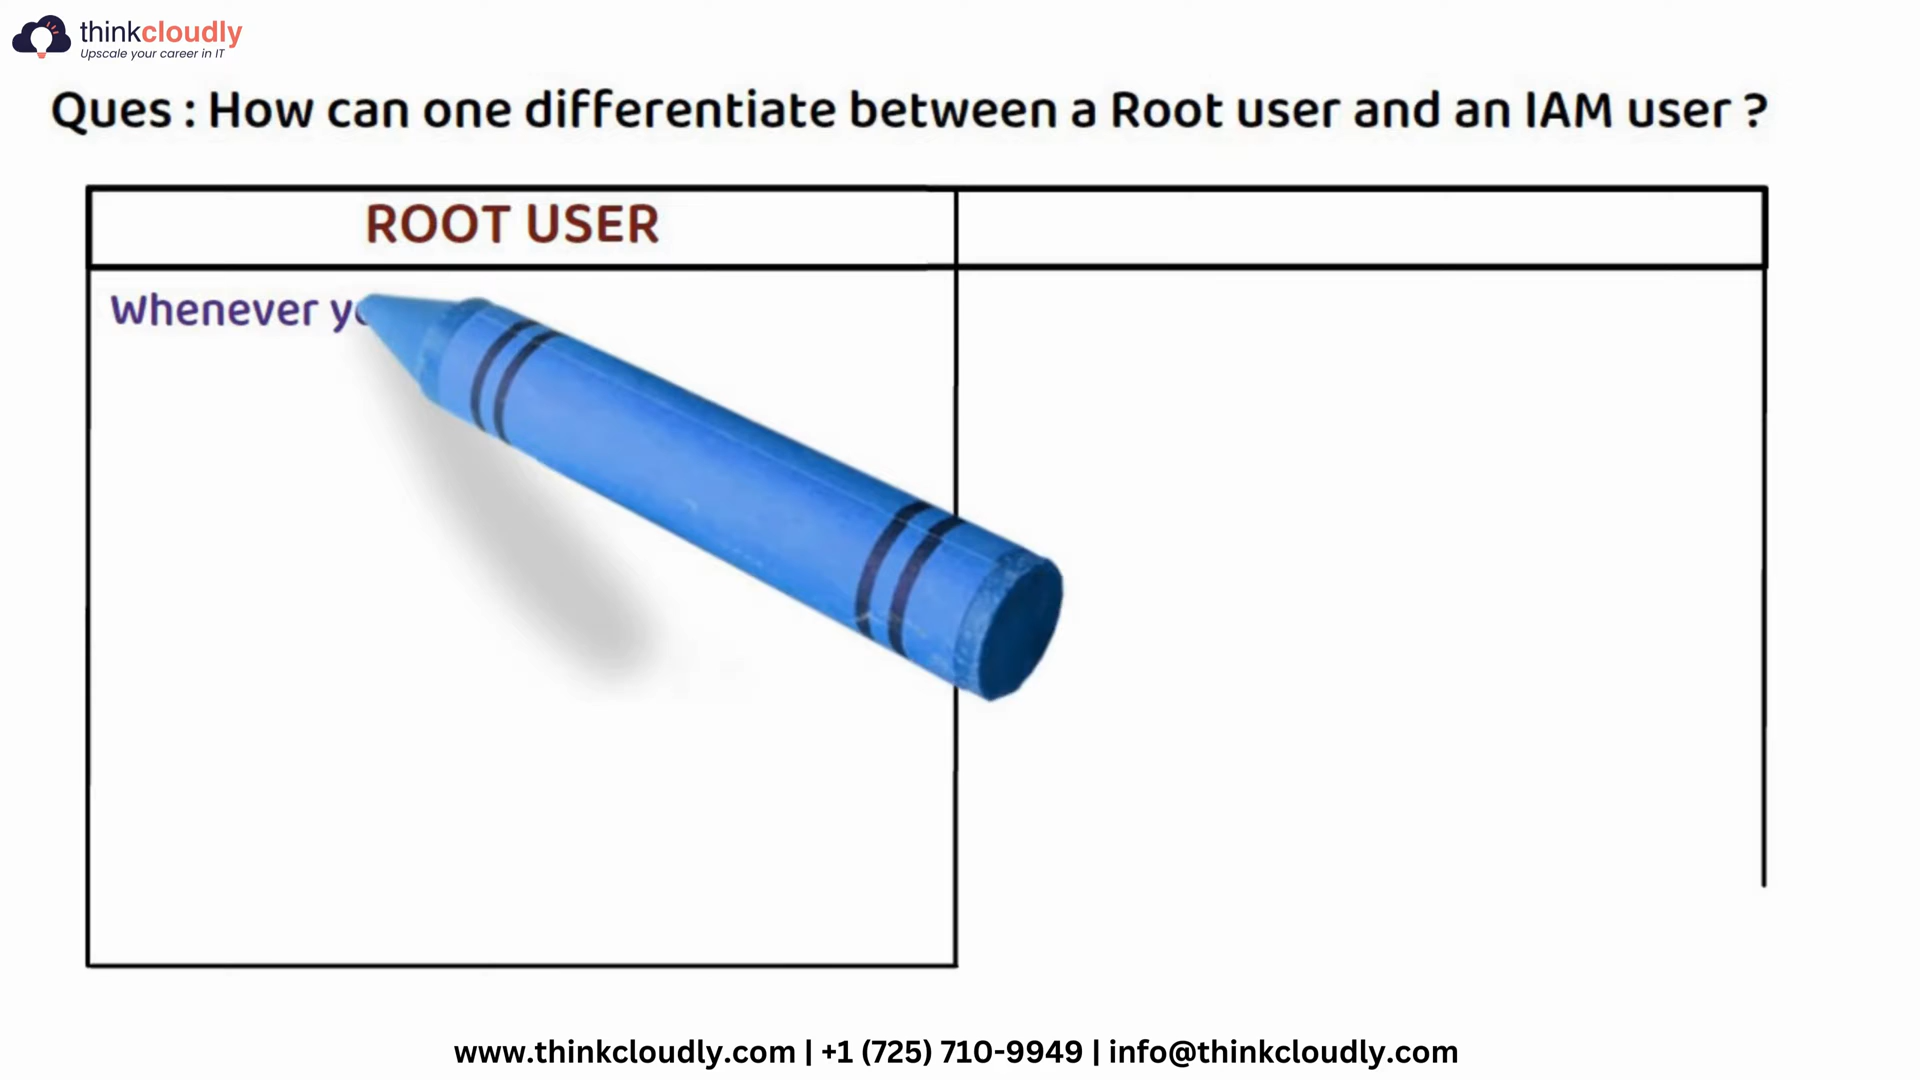 thinkcloudly
Upscale your career in IT
Ques : How can one differentiate between a Root user and an IAM user ?
ROOT USER
Whenever
www.thinkcloudly.com | +1 (725) 710-9949 | info@thinkcloudly.com